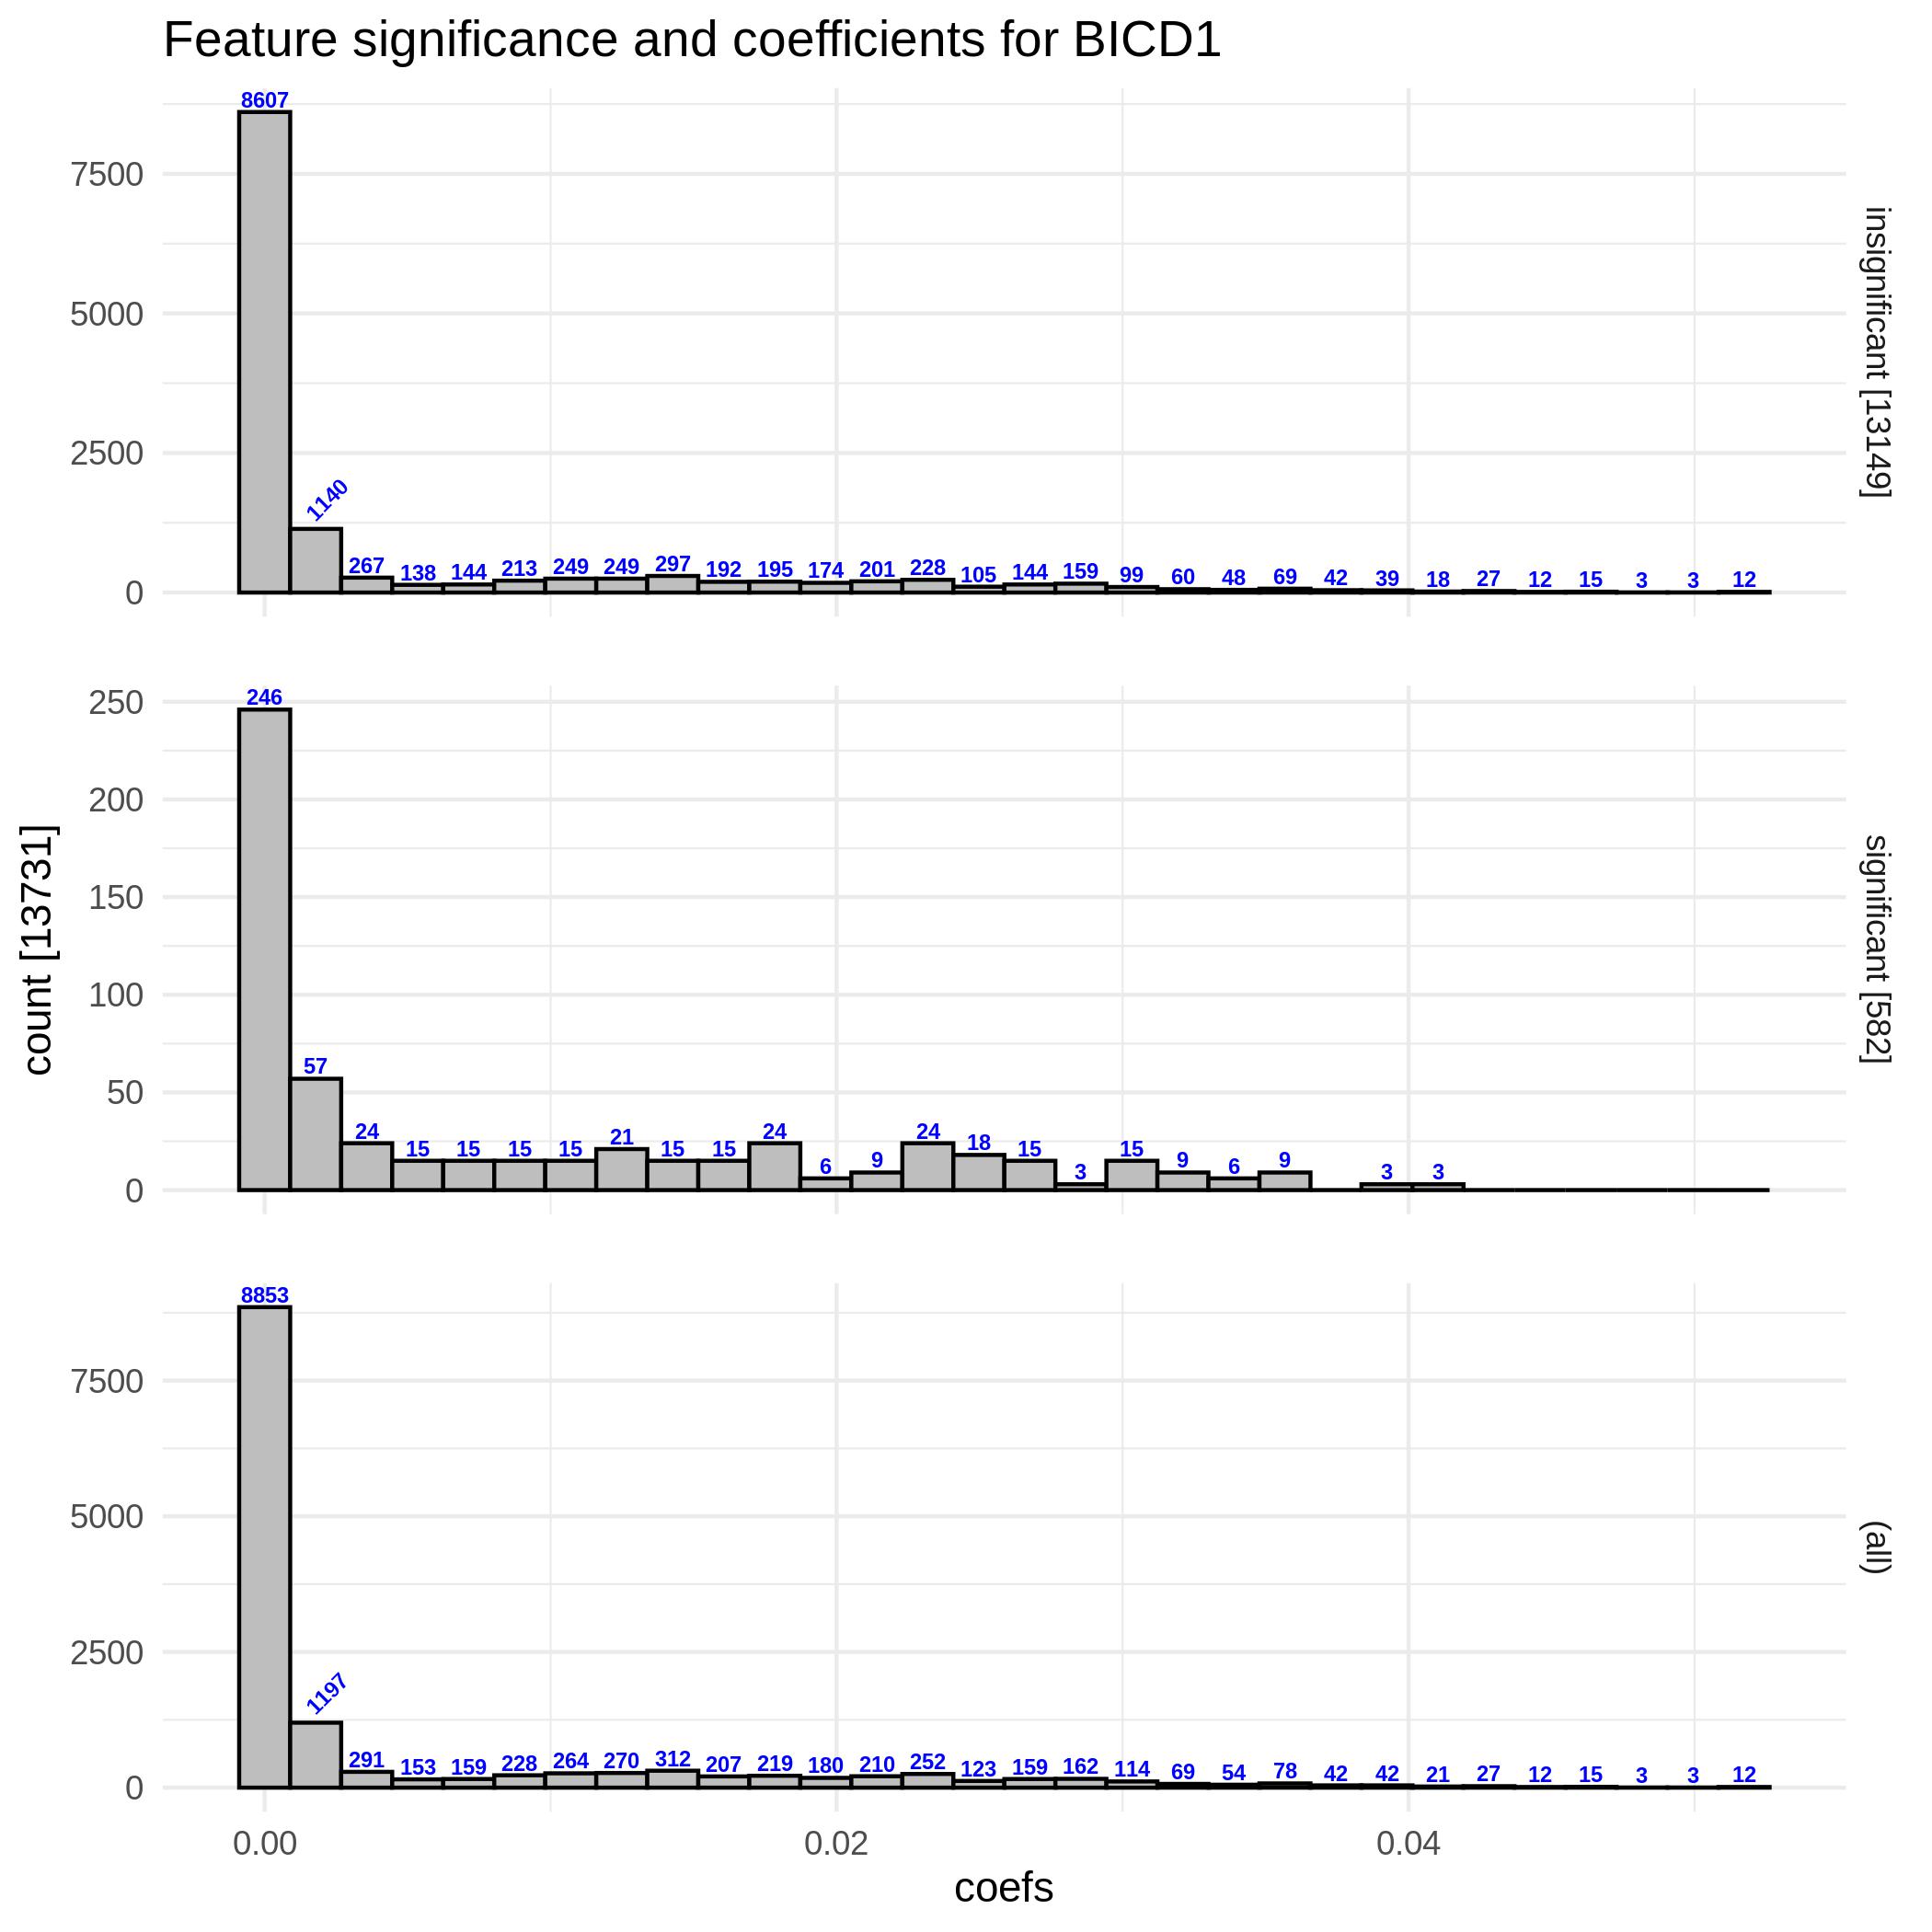 Feature significance and coefficients for BICD1
count [13731]
8607
7500
5000
2500
0
1140
267 138 144 213 249 249 297 192 195 174 201 228 105 144 159 99 60 48 69 42 39 18 27 12 15 3 3 12
insignificant [13149]
250
200
150
100
50
0
246
57
24 15 15 15 15 21 15 15 24 6 9 24 18 15 3 15 9 6 9 3 3
significant [582]
8853
7500
5000
2500
0
1197
291 153 159 228 264 270 312 207 219 180 210 252 123 159 162 114 69 54 78 42 42 21 27 12 15 3 3 12
(all)
0.00 0.02 0.04
coefs